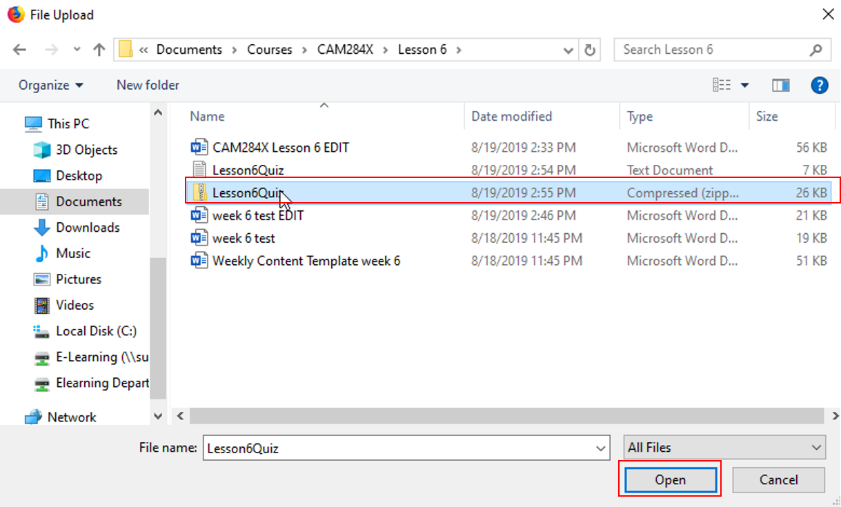 File Upload
« Documents > Courses > CAM284X > Lesson 6 > Search Lesson 6
Organize New folder
Name Date modified Type Size
This PC
3D Objects
Desktop
Documents
Downloads
Music
Pictures
Videos
Local Disk (C:)
E-Learning (\\su
Elearning Depart
Network
CAM284X Lesson 6 EDIT 8/19/2019 2:33 PM Microsoft Word D... 56 KB
Lesson6Quiz 8/19/2019 2:54 PM Text Document 7 KB
Lesson6Quiz 8/19/2019 2:55 PM Compressed (zipp... 26 KB
week 6 test EDIT 8/19/2019 2:46 PM Microsoft Word D... 21 KB
week 6 test 8/18/2019 11:45 PM Microsoft Word D... 19 KB
Weekly Content Template week 6 8/18/2019 11:45 PM Microsoft Word D... 51 KB
File name: Lesson6Quiz All Files
Open Cancel